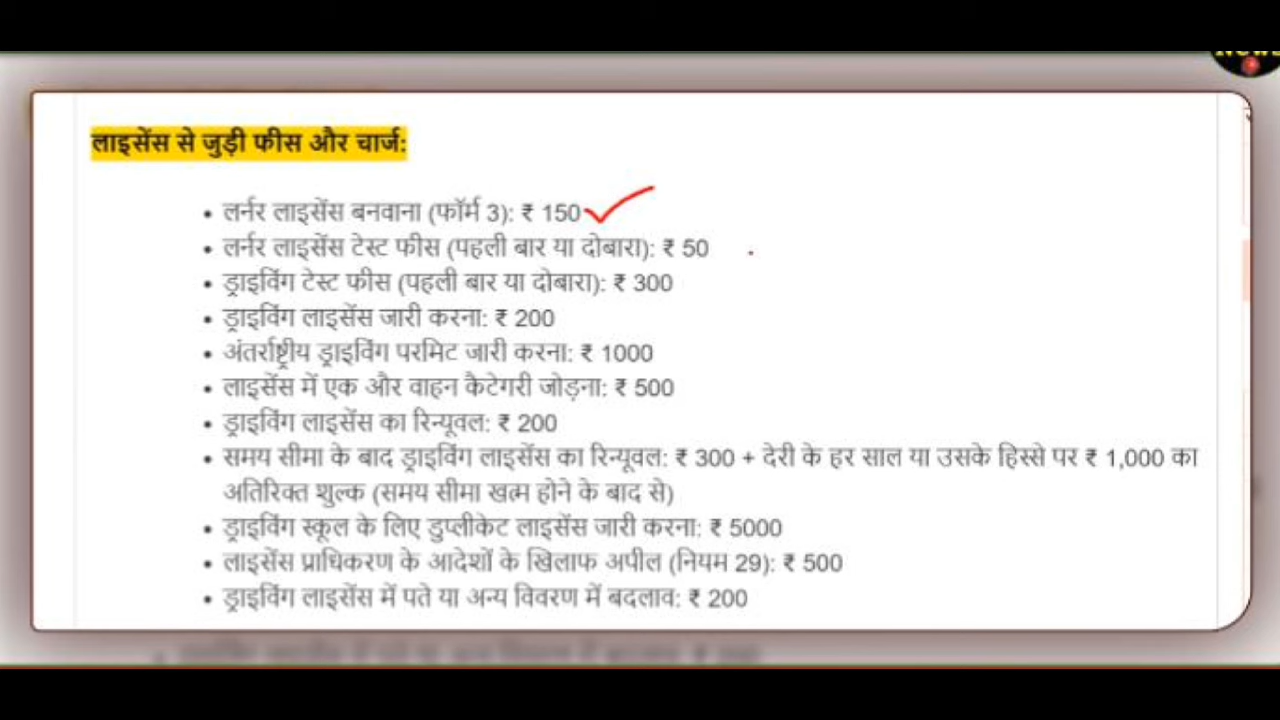 लाइसेंस से जुड़ी फीस और चार्ज:
• लर्नर लाइसेंस बनवाना (फॉर्म 3): ₹ 150
• लर्नर लाइसेंस टेस्ट फीस (पहली बार या दोबारा): ₹ 50
• ड्राइविंग टेस्ट फीस (पहली बार या दोबारा): ₹ 300
• ड्राइविंग लाइसेंस जारी करना: ₹ 200
• अंतर्राष्ट्रीय ड्राइविंग परमिट जारी करना: ₹ 1000
• लाइसेंस में एक और वाहन कैटेगरी जोड़ना: ₹ 500
• ड्राइविंग लाइसेंस का रिन्यूवल: ₹ 200
• समय सीमा के बाद ड्राइविंग लाइसेंस का रिन्यूवल: ₹ 300 + देरी के हर साल या उसके हिस्से पर ₹ 1,000 का
अतिरिक्त शुल्क (समय सीमा खत्म होने के बाद से)
• ड्राइविंग स्कूल के लिए डुप्लीकेट लाइसेंस जारी करना: ₹ 5000
• लाइसेंस प्राधिकरण के आदेशों के खिलाफ अपील (नियम 29): ₹ 500
• ड्राइविंग लाइसेंस में पते या अन्य विवरण में बदलाव: ₹ 200